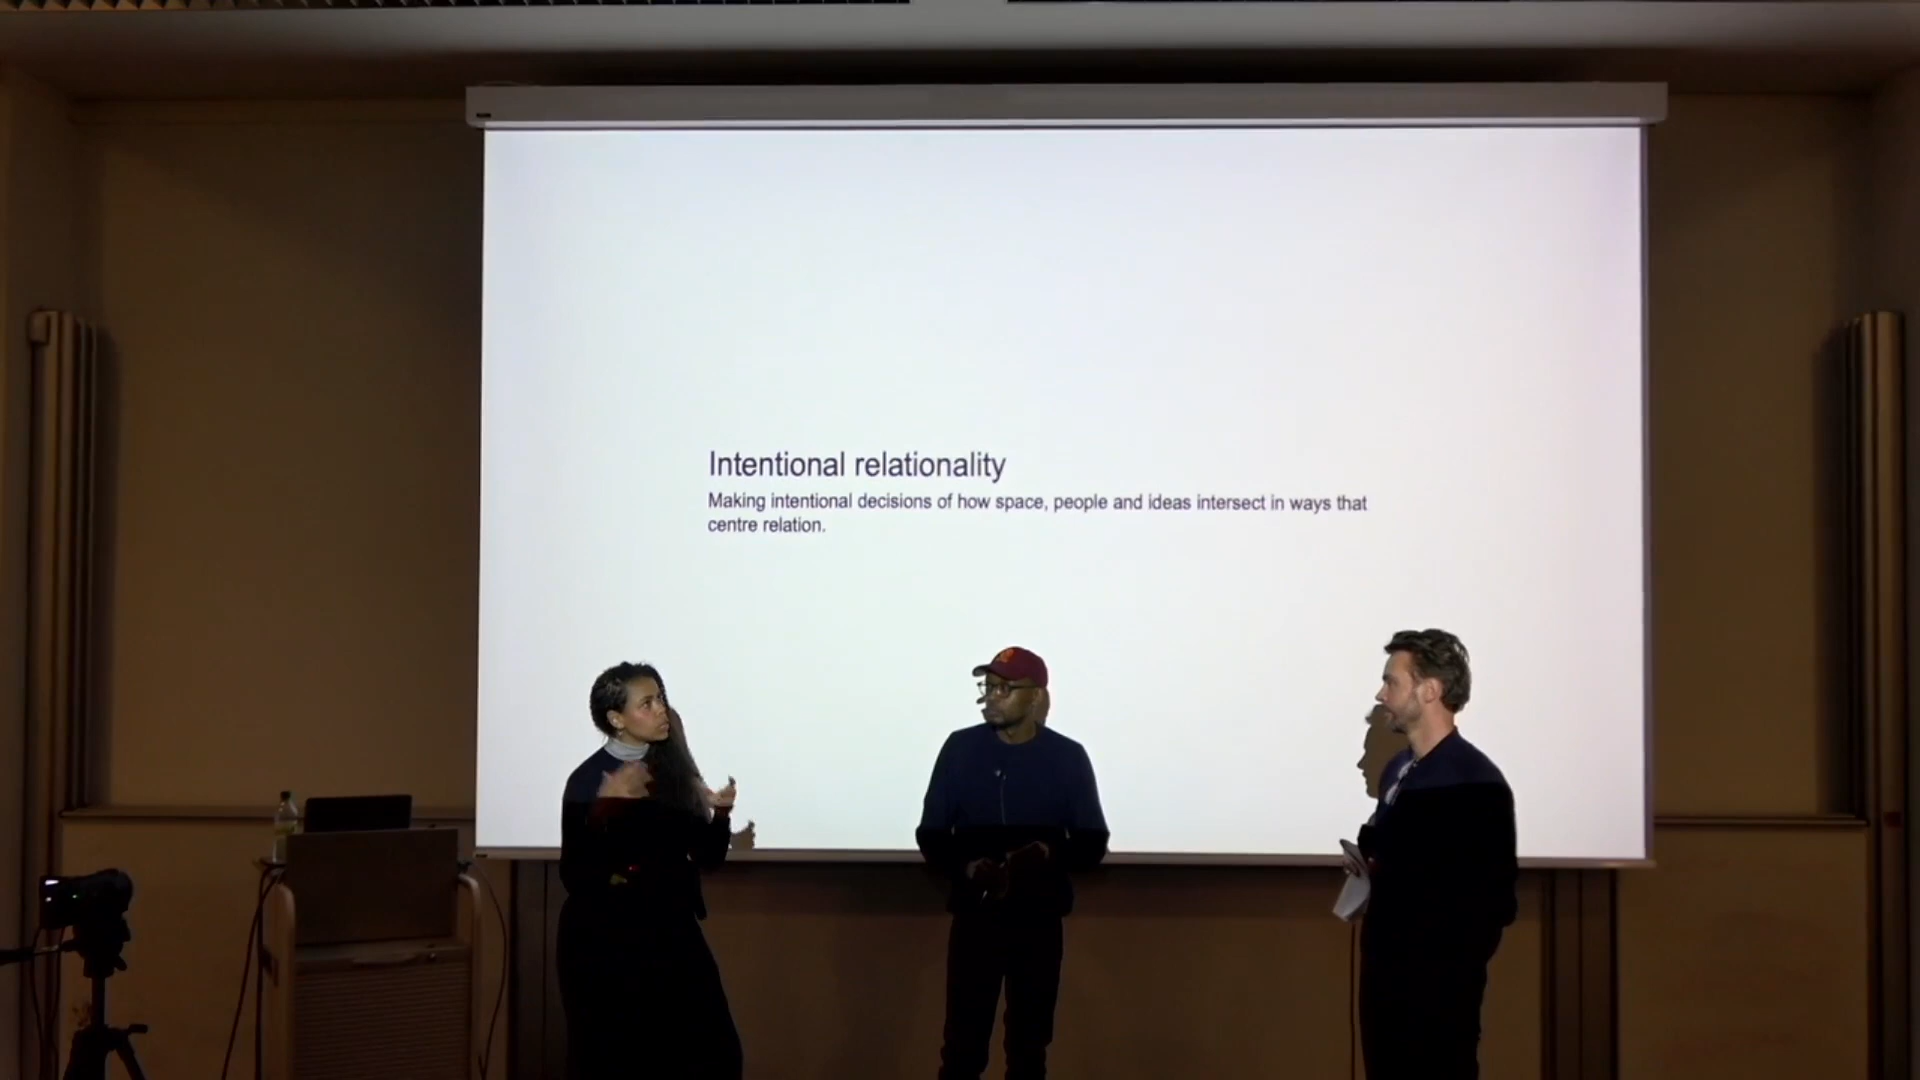 Intentional relationality
Making intentional decisions of how space, people and ideas intersect in ways that
centre relation.